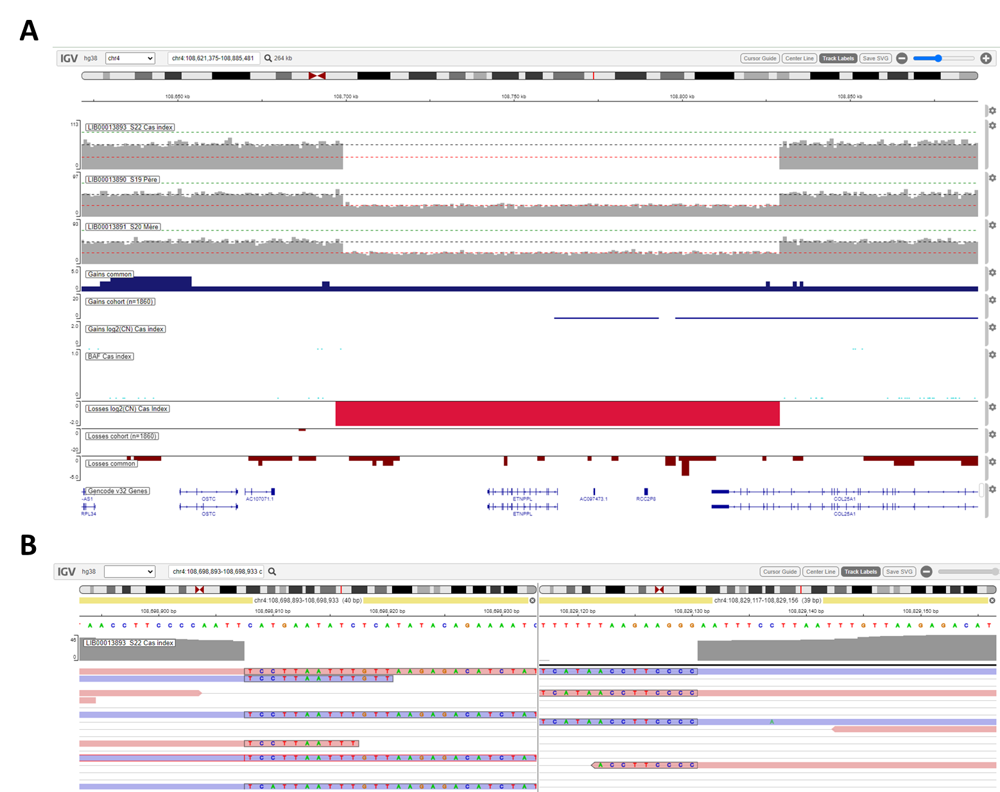 A
IGV hg38 chr4 chr4:108,621,375-108,885,481 264 kb Cursor Guide Center Line Track Labels Save SVG
108,650 kb 108,700 kb 108,750 kb 108,800 kb 108,850 kb
113
LIB00013893 S22 Cas index
0
97
LIB00013890 S19 Père
0
93
LIB00013891 S20 Mère
0
5.0
Gains common
0
20
Gains cohort (n=1860)
0
2.0
Gains log2(CN) Cas index
0
1.0
BAF Cas index
0
0
Losses log2(CN) Cas Index
-2.0
0
Losses cohort (n=1860)
-20
0
Losses common
-5.0
Gencode v32 Genes
-AS1 OSTC AC107071.1 ETNPPL AC097473.1 RCC2P8 COL25A1
RPL34 OSTC ETNPPL COL25A1
B
IGV hg38 chr4:108,698,893-108,698,933 c Cursor Guide Center Line Track Labels Save SVG
chr4:108,698,893-108,698,933 (40 bp) chr4:108,829,117-108,829,156 (39 bp)
108,698,900 bp 108,698,910 bp 108,698,920 bp 108,698,930 bp 108,829,120 bp 108,829,130 bp 108,829,140 bp 108,829,150 bp
A A C C T T C C C C A A T T C A T G A A T A T C T C A T A T A C A G A A A A T C T T T T T T A A G A A G G G A A T T T C C T T A A T T T G T T A A G A G A C A T
46
LIB00013893 S22 Cas index
0
T C C T T A A T T T G T T A A G A G A C A T C T A T T C A T A A C C T T C C C C
T C C T T A A T T T G T T
T C A T A A C C T T C C C C
T C C T T A A T T T G T T A A G A G A C A T C T A T
T C A T A A C C T T C C C C A
T C C T T A A T T T
T C C T T A A T T T G T T A A G A G A C A T C T A T
A C C T T C C C C
T C A T T A A T T T G T T A A G A G A C A T C T A T